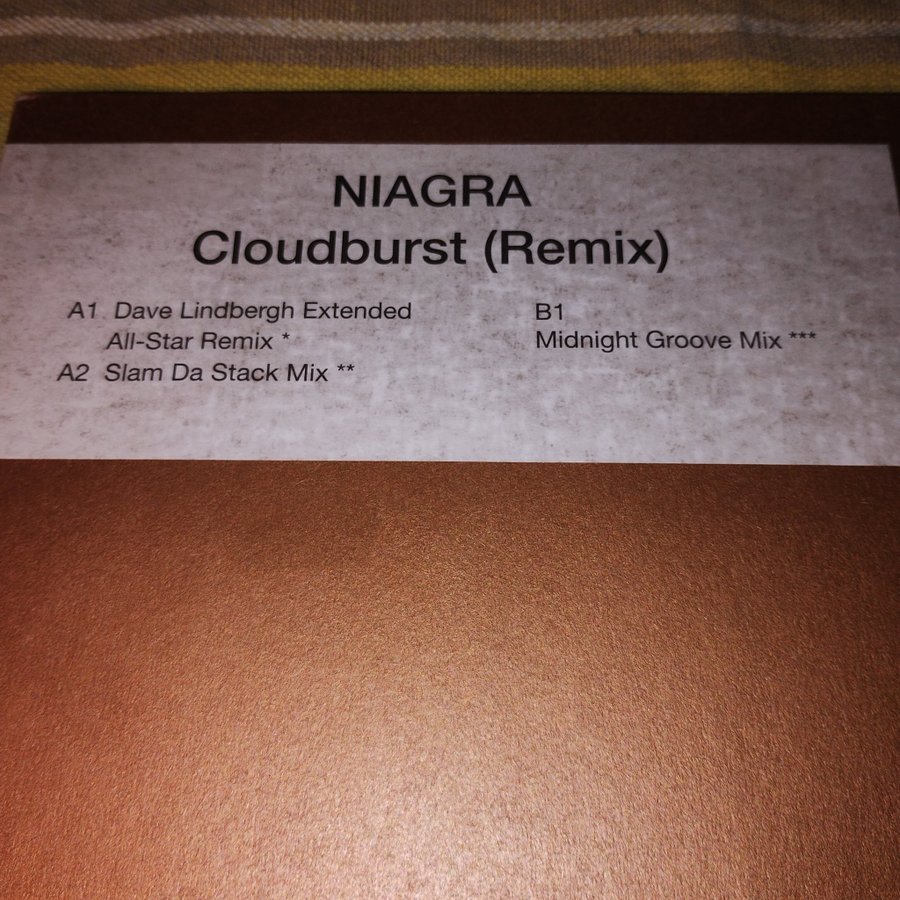 NIAGRA
Cloudburst (Remix)
A1 Dave Lindbergh Extended
All-Star Remix *
A2 Slam Da Stack Mix **
B1
Midnight Groove Mix ***